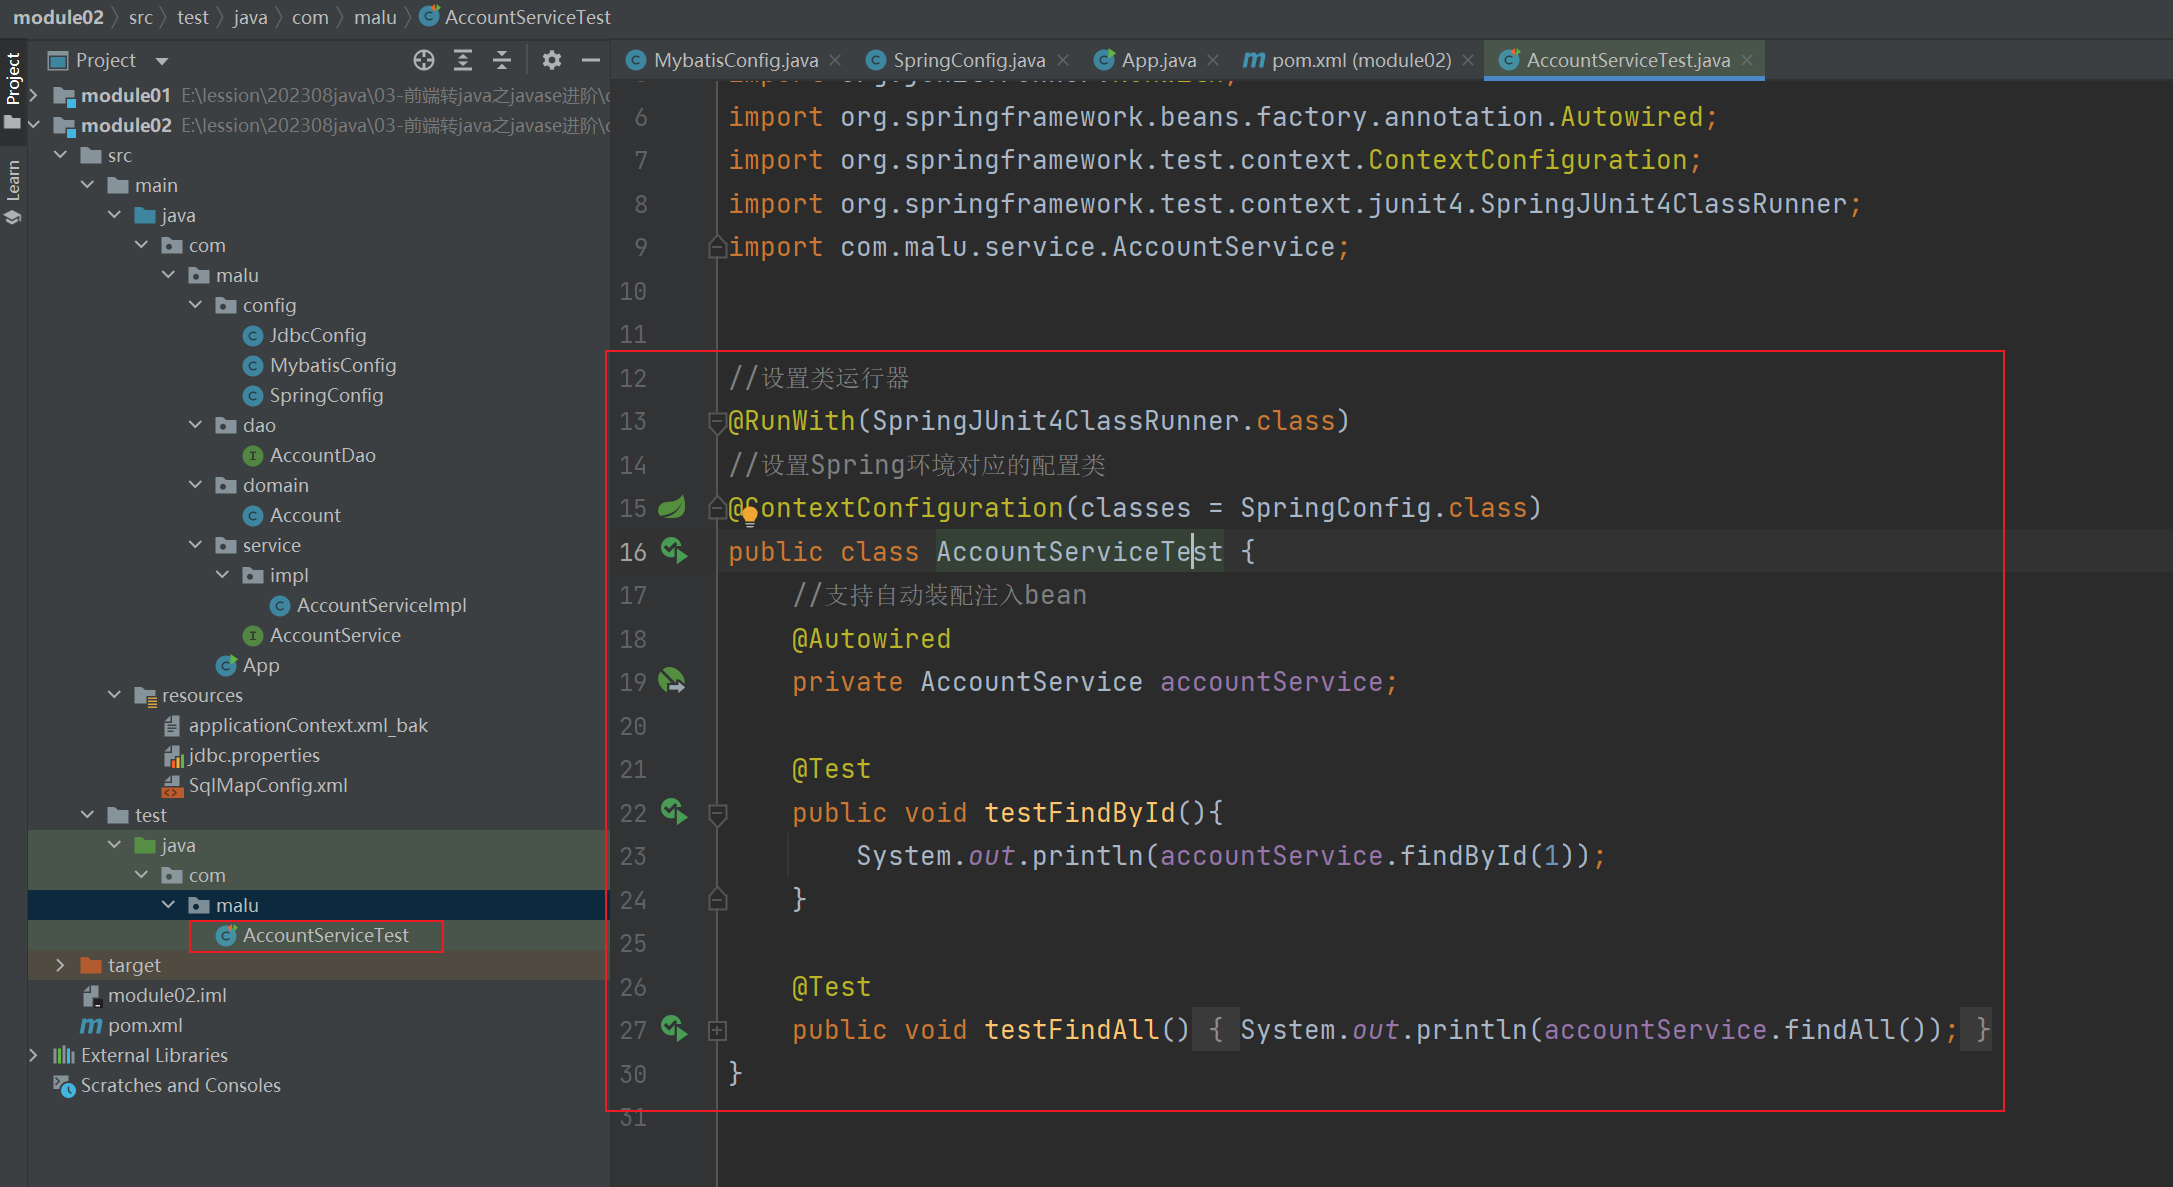 module02 src test java com malu AccountServiceTest
Project
MybatisConfig.java SpringConfig.java App.java pom.xml (module02) AccountServiceTest.java
Project
Learn
module01 E:\lession\202308java\03-前端转java之javase进阶\
module02 E:\lession\202308java\03-前端转java之javase进阶\
src
main
java
com
malu
config
JdbcConfig
MybatisConfig
SpringConfig
dao
AccountDao
domain
Account
service
impl
AccountServiceImpl
AccountService
App
resources
applicationContext.xml_bak
jdbc.properties
SqlMapConfig.xml
test
java
com
malu
AccountServiceTest
target
module02.iml
pom.xml
External Libraries
Scratches and Consoles
6 import org.springframework.beans.factory.annotation.Autowired;
7 import org.springframework.test.context.ContextConfiguration;
8 import org.springframework.test.context.junit4.SpringJUnit4ClassRunner;
9 import com.malu.service.AccountService;
10
11
12 //设置类运行器
13 @RunWith(SpringJUnit4ClassRunner.class)
14 //设置Spring环境对应的配置类
15 @ContextConfiguration(classes = SpringConfig.class)
16 public class AccountServiceTest {
17 //支持自动装配注入bean
18 @Autowired
19 private AccountService accountService;
20
21 @Test
22 public void testFindById(){
23 System.out.println(accountService.findById(1));
24 }
25
26 @Test
27 public void testFindAll() { System.out.println(accountService.findAll()); }
30 }
31